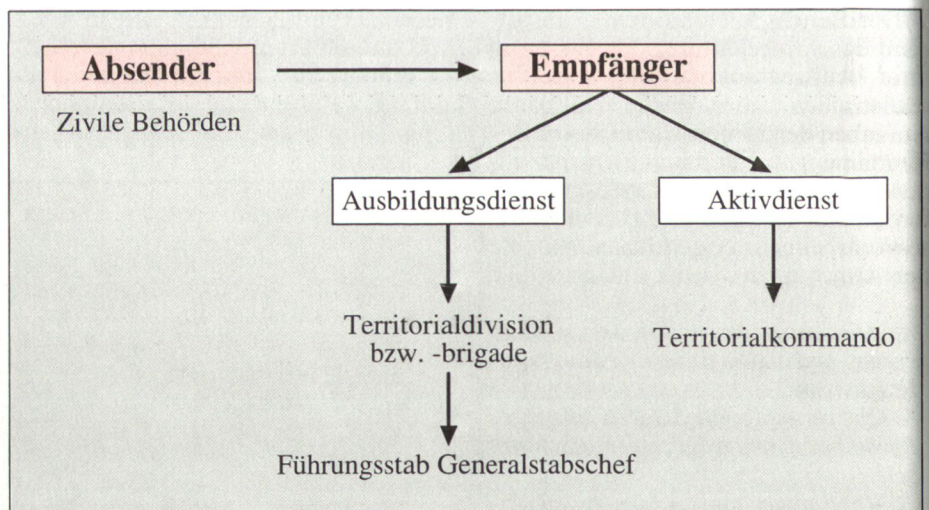 Absender
Empfänger
Zivile Behörden
Ausbildungsdienst
Aktivdienst
Territorialdivision
bzw. -brigade
Territorialkommando
Führungsstab Generalstabschef